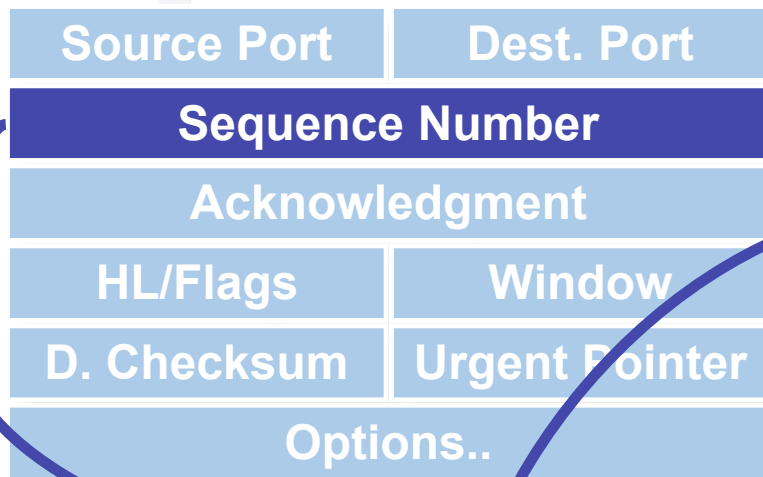 Source Port Dest. Port
Sequence Number
Acknowledgment
HL/Flags Window
D. Checksum Urgent Pointer
Options..